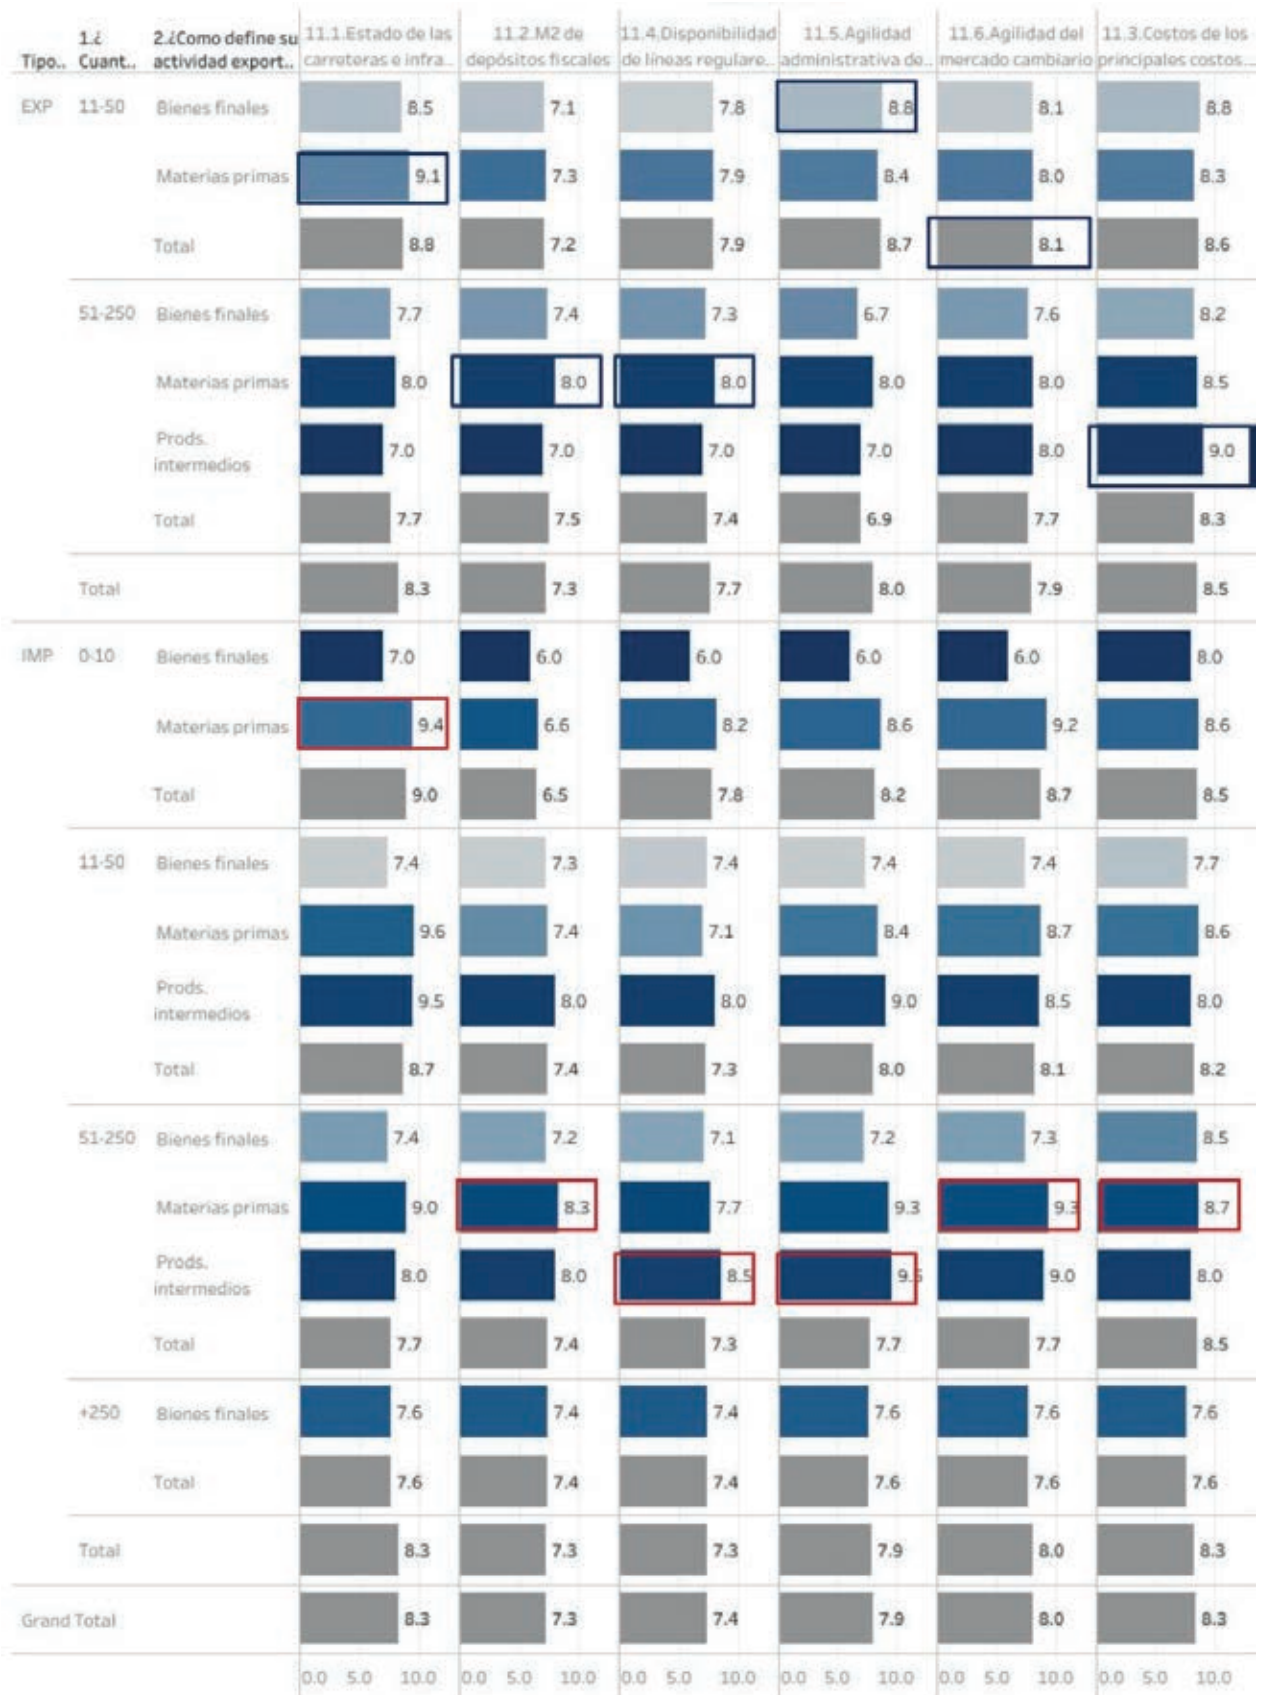 Tipo.. 1.¿ Cuant.. 2.¿Como define su actividad export.. 11.1.Estado de las carreteras e infra... 11.2.M2 de depósitos fiscales 11.4.Disponibilidad de líneas regulare.. 11.5.Agilidad administrativa de.. 11.6.Agilidad del mercado cambiario 11.3.Costos de los principales costos ...
EXP 11-50 Bienes finales 8.5 7.1 7.8 8.8 8.1 8.8
Materias primas 9.1 7.3 7.9 8.4 8.0 8.3
Total 8.8 7.2 7.9 8.7 8.1 8.6
51-250 Bienes finales 7.7 7.4 7.3 6.7 7.6 8.2
Materias primas 8.0 8.0 8.0 8.0 8.0 8.5
Prods. intermedios 7.0 7.0 7.0 7.0 8.0 9.0
Total 7.7 7.5 7.4 6.9 7.7 8.3
Total 8.3 7.3 7.7 8.0 7.9 8.5
IMP 0-10 Bienes finales 7.0 6.0 6.0 6.0 6.0 8.0
Materias primas 9.4 6.6 8.2 8.6 9.2 8.6
Total 9.0 6.5 7.8 8.2 8.7 8.5
11-50 Bienes finales 7.4 7.3 7.4 7.4 7.4 7.7
Materias primas 9.6 7.4 7.1 8.4 8.7 8.6
Prods. intermedios 9.5 8.0 8.0 9.0 8.5 8.0
Total 8.7 7.4 7.3 8.0 8.1 8.2
51-250 Bienes finales 7.4 7.2 7.1 7.2 7.3 8.5
Materias primas 9.0 8.3 7.7 9.3 9.3 8.7
Prods. intermedios 8.0 8.0 8.5 9.5 9.0 8.0
Total 7.7 7.4 7.3 7.7 7.7 8.5
+250 Bienes finales 7.6 7.4 7.4 7.6 7.6 7.6
Total 7.6 7.4 7.4 7.6 7.6 7.6
Total 8.3 7.3 7.3 7.9 8.0 8.3
Grand Total 8.3 7.3 7.4 7.9 8.0 8.3
0.0 5.0 10.0 0.0 5.0 10.0 0.0 5.0 10.0 0.0 5.0 10.0 0.0 5.0 10.0 0.0 5.0 10.0